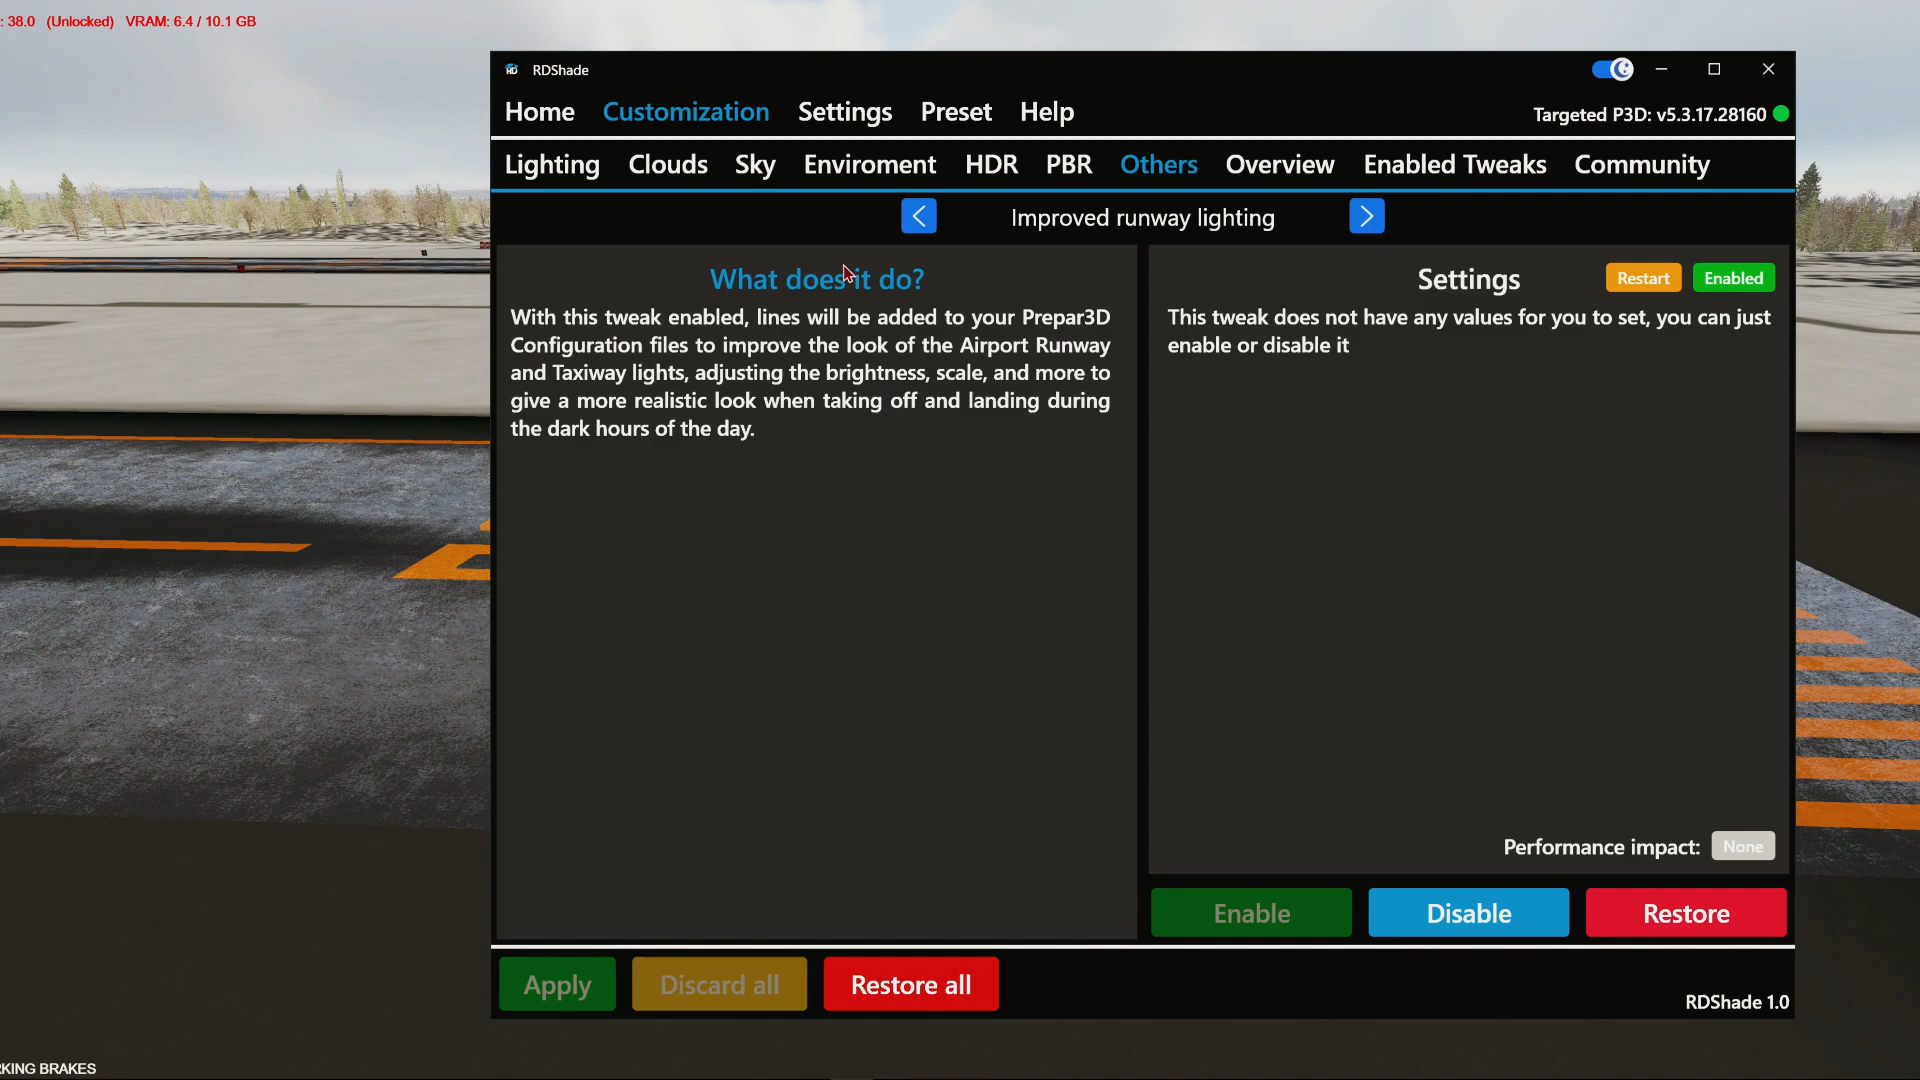 : 38.0 (Unlocked) VRAM: 6.4 / 10.1 GB
RDShade
Home Customization Settings Preset Help
Targeted P3D: v5.3.17.28160
Lighting Clouds Sky Enviroment HDR PBR Others Overview Enabled Tweaks Community
Improved runway lighting
What does it do?
With this tweak enabled, lines will be added to your Prepar3D
Configuration files to improve the look of the Airport Runway
and Taxiway lights, adjusting the brightness, scale, and more to
give a more realistic look when taking off and landing during
the dark hours of the day.
Settings Restart Enabled
This tweak does not have any values for you to set, you can just
enable or disable it
Performance impact: None
Enable Disable Restore
Apply Discard all Restore all
RDShade 1.0
KING BRAKES